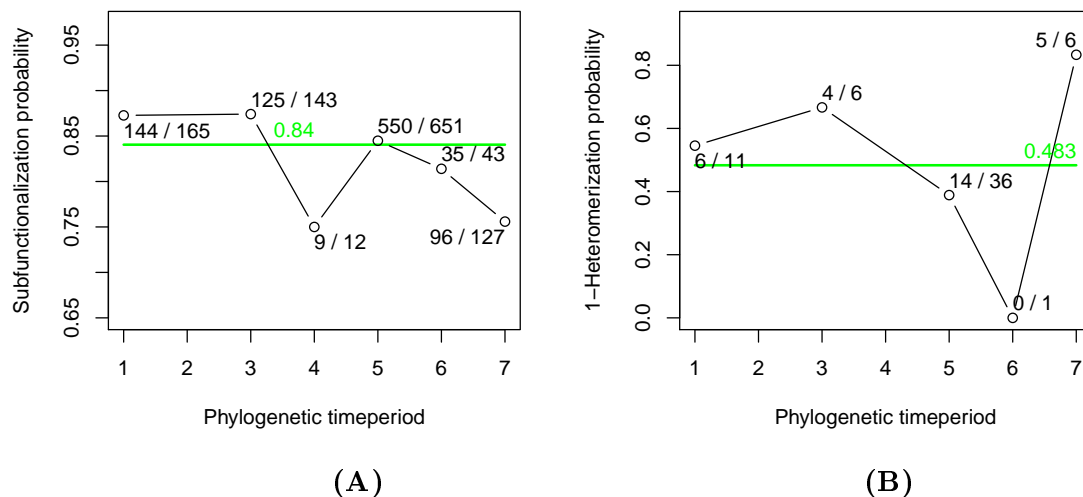 Subfunctionalization probability
0.95
0.85
0.75
0.65
125 / 143
144 / 165
0.84
550 / 651
35 / 43
9 / 12
96 / 127
1 2 3 4 5 6 7
Phylogenetic timeperiod
(A)
1−Heteromerization probability
0.8
0.6
0.4
0.2
0.0
5 / 6
4 / 6
6 / 11
0.483
14 / 36
0 / 1
1 2 3 4 5 6 7
Phylogenetic timeperiod
(B)